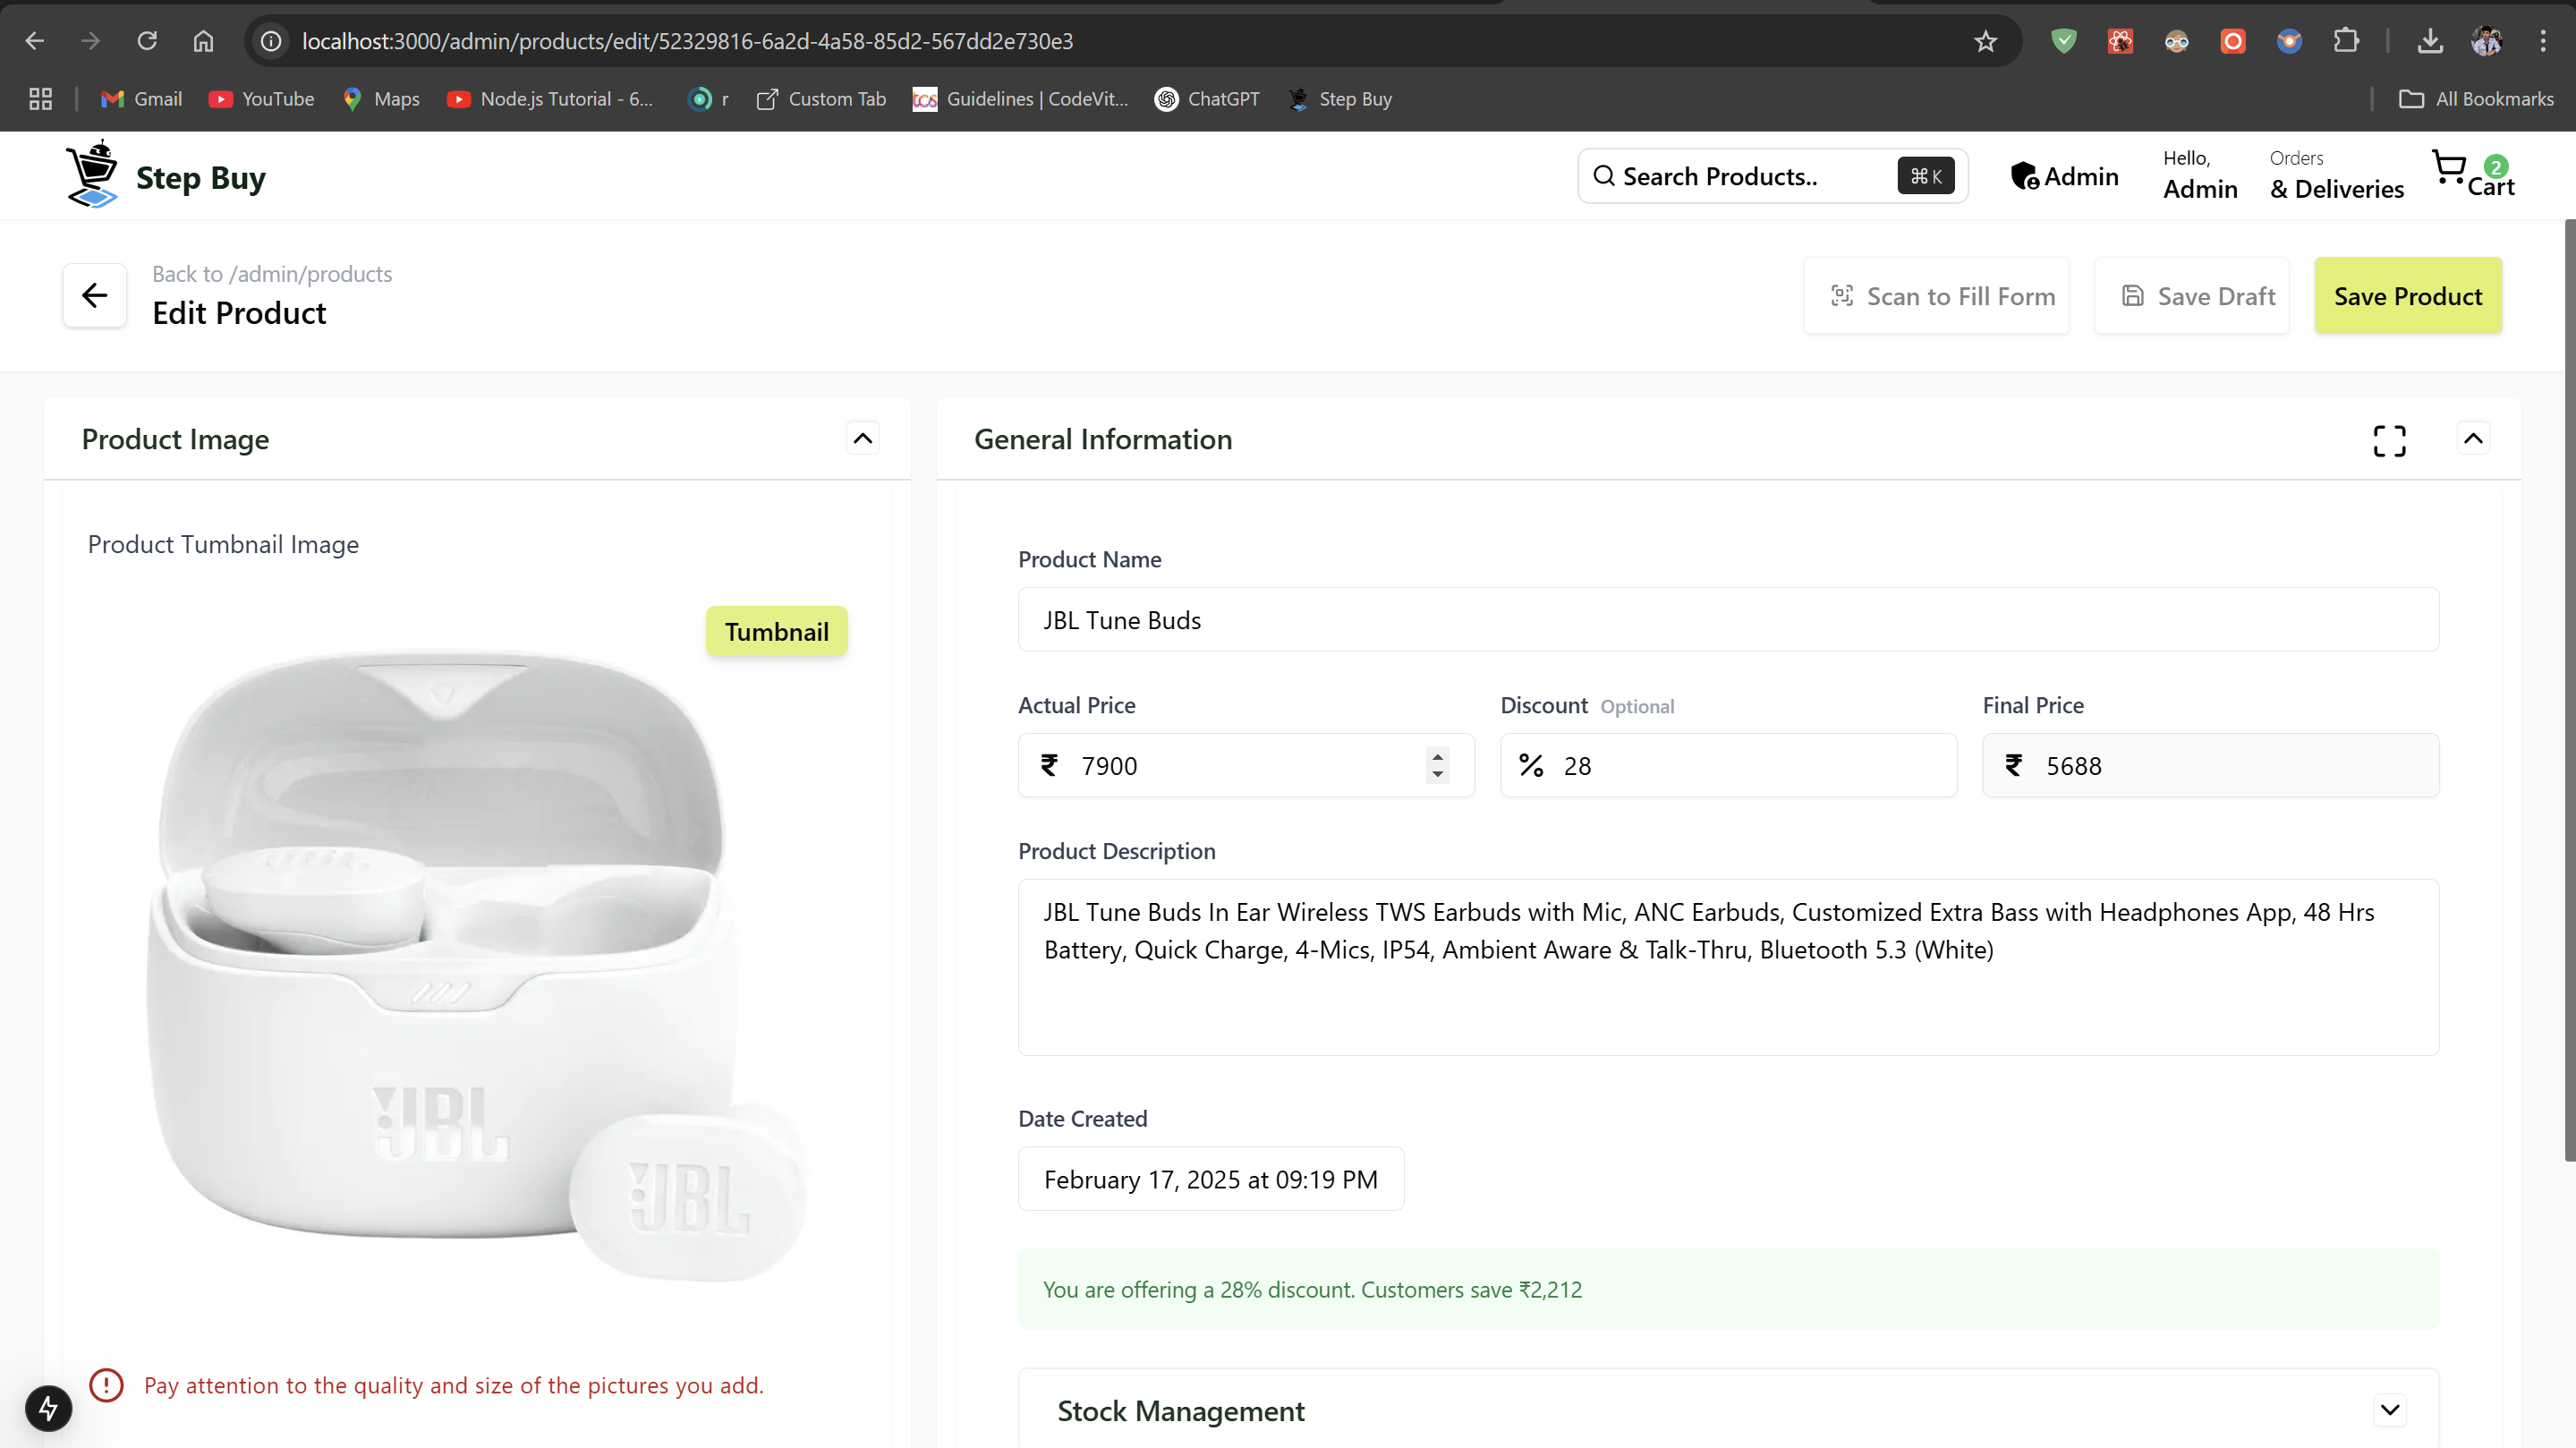 localhost:3000/admin/products/edit/52329816-6a2d-4a58-85d2-567dd2e730e3
Gmail YouTube Maps Node.js Tutorial - 6... r Custom Tab tcs Guidelines | CodeVit... ChatGPT Step Buy All Bookmarks
Step Buy
Search Products..
⌘ K
Admin
Hello,
Admin
Orders
& Deliveries
2
Cart
Back to /admin/products
Edit Product
Scan to Fill Form
Save Draft
Save Product
Product Image
Product Tumbnail Image
Tumbnail
JBL
JBL
JBL
Pay attention to the quality and size of the pictures you add.
General Information
Product Name
JBL Tune Buds
Actual Price
₹ 7900
Discount Optional
% 28
Final Price
₹ 5688
Product Description
JBL Tune Buds In Ear Wireless TWS Earbuds with Mic, ANC Earbuds, Customized Extra Bass with Headphones App, 48 Hrs
Battery, Quick Charge, 4-Mics, IP54, Ambient Aware & Talk-Thru, Bluetooth 5.3 (White)
Date Created
February 17, 2025 at 09:19 PM
You are offering a 28% discount. Customers save ₹2,212
Stock Management